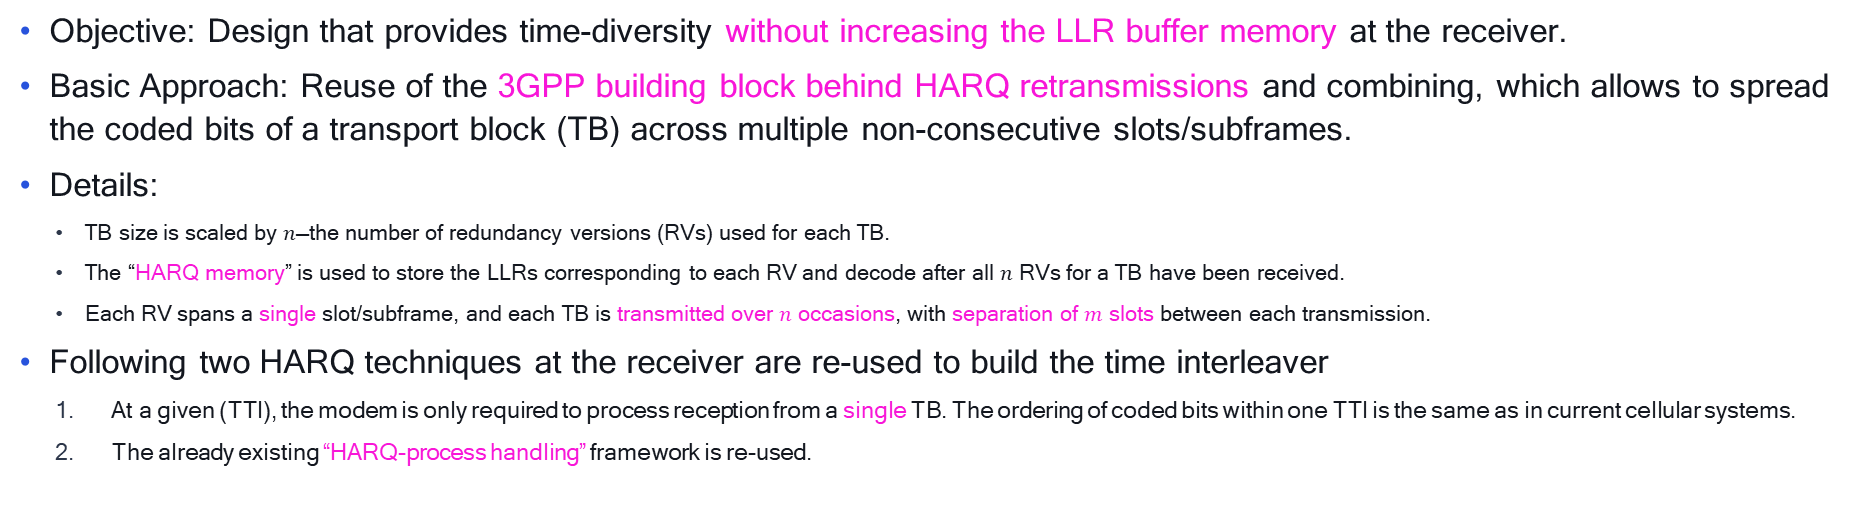 • Objective: Design that provides time-diversity without increasing the LLR buffer memory at the receiver.
• Basic Approach: Reuse of the 3GPP building block behind HARQ retransmissions and combining, which allows to spread
the coded bits of a transport block (TB) across multiple non-consecutive slots/subframes.
• Details:
• TB size is scaled by n–the number of redundancy versions (RVs) used for each TB.
• The “HARQ memory” is used to store the LLRs corresponding to each RV and decode after all n RVs for a TB have been received.
• Each RV spans a single slot/subframe, and each TB is transmitted over n occasions, with separation of m slots between each transmission.
• Following two HARQ techniques at the receiver are re-used to build the time interleaver
1. At a given (TTI), the modem is only required to process reception from a single TB. The ordering of coded bits within one TTI is the same as in current cellular systems.
2. The already existing “HARQ-process handling” framework is re-used.